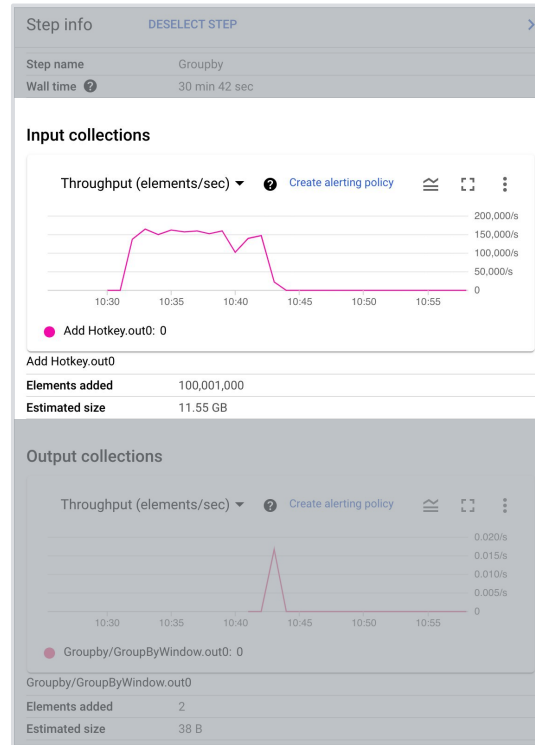 Step info DESELECT STEP
Step name Groupby
Wall time ? 30 min 42 sec
Input collections
Throughput (elements/sec) ? Create alerting policy
200,000/s
150,000/s
100,000/s
50,000/s
0
10:30 10:35 10:40 10:45 10:50 10:55
Add Hotkey.out0: 0
Add Hotkey.out0
Elements added 100,001,000
Estimated size 11.55 GB
Output collections
Throughput (elements/sec) ? Create alerting policy
0.020/s
0.015/s
0.010/s
0.005/s
0
10:30 10:35 10:40 10:45 10:50 10:55
Groupby/GroupByWindow.out0: 0
Groupby/GroupByWindow.out0
Elements added 2
Estimated size 38 B